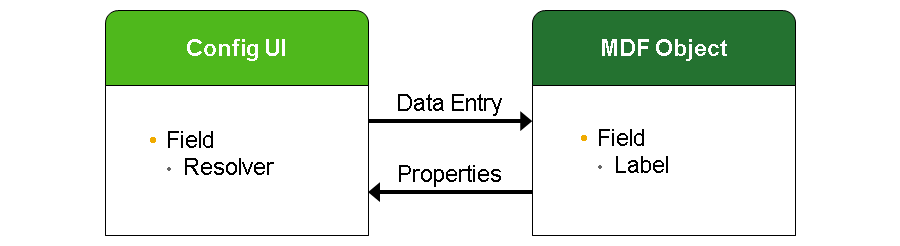 Config UI
• Field
• Resolver
Data Entry
Properties
MDF Object
• Field
• Label